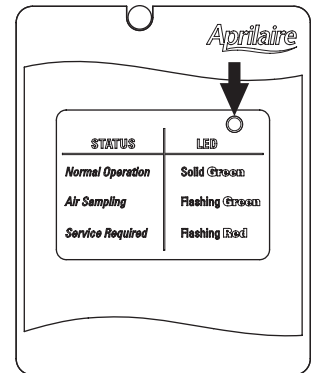 Aprilaire
STATUS LED
Normal Operation Solid Green
Air Sampling Flashing Green
Service Required Flashing Red